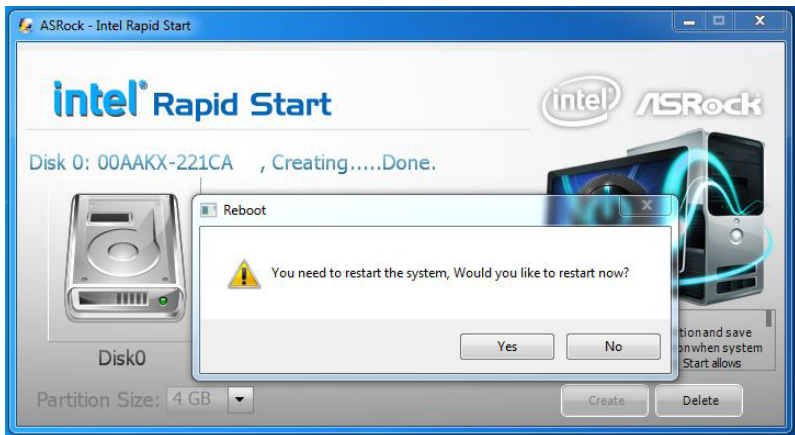 ASRock - Intel Rapid Start
intel® Rapid Start
intel ASRock
Disk 0: 00AAKX-221CA , Creating.....Done.
Reboot
You need to restart the system, Would you like to restart now?
Yes No
Disk0
tion and save
on when system
Start allows
Partition Size: 4 GB
Create Delete